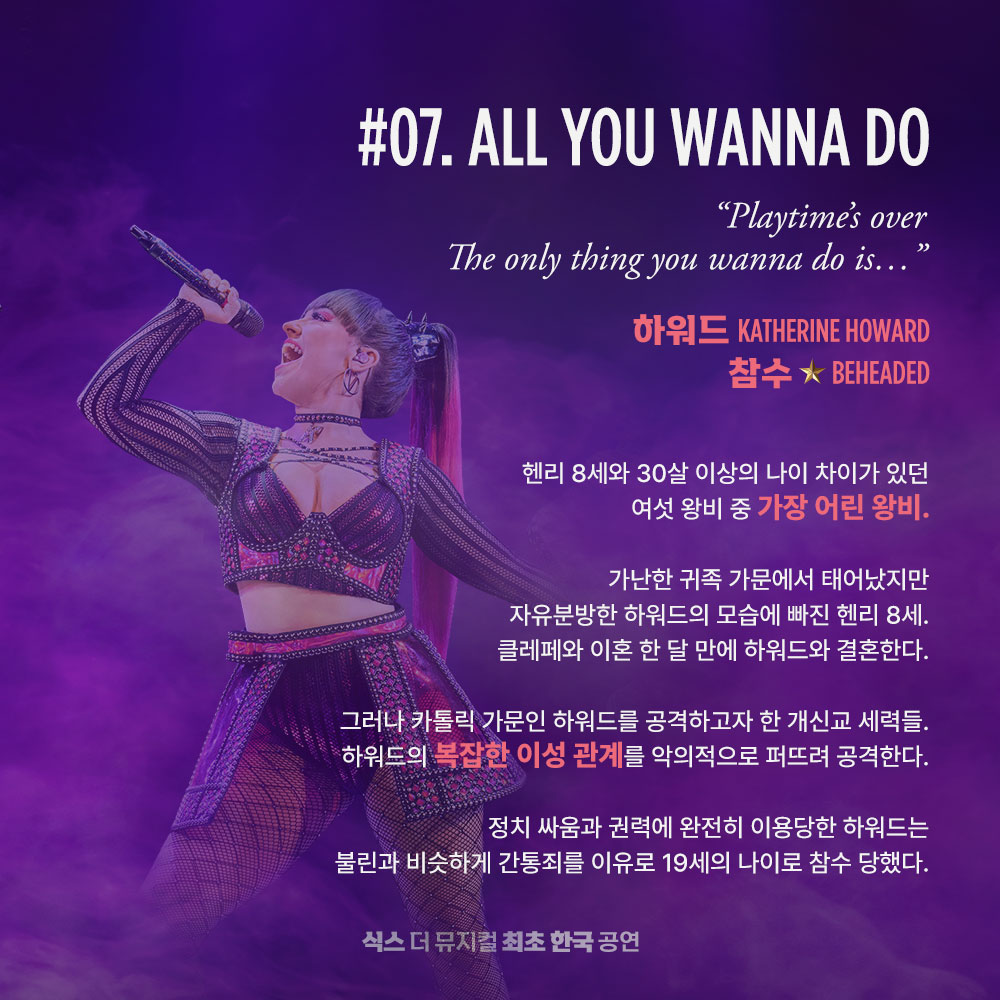 #07. ALL YOU WANNA DO
“Playtime’s over
The only thing you wanna do is…”
하워드 KATHERINE HOWARD
참수 BEHEADED
헨리 8세와 30살 이상의 나이 차이가 있던
여섯 왕비 중 가장 어린 왕비.
가난한 귀족 가문에서 태어났지만
자유분방한 하워드의 모습에 빠진 헨리 8세.
클레페와 이혼 한 달 만에 하워드와 결혼한다.
그러나 카톨릭 가문인 하워드를 공격하고자 한 개신교 세력들.
하워드의 복잡한 이성 관계를 악의적으로 퍼뜨려 공격한다.
정치 싸움과 권력에 완전히 이용당한 하워드는
불린과 비슷하게 간통죄를 이유로 19세의 나이로 참수 당했다.
식스 더 뮤지컬 최초 한국 공연